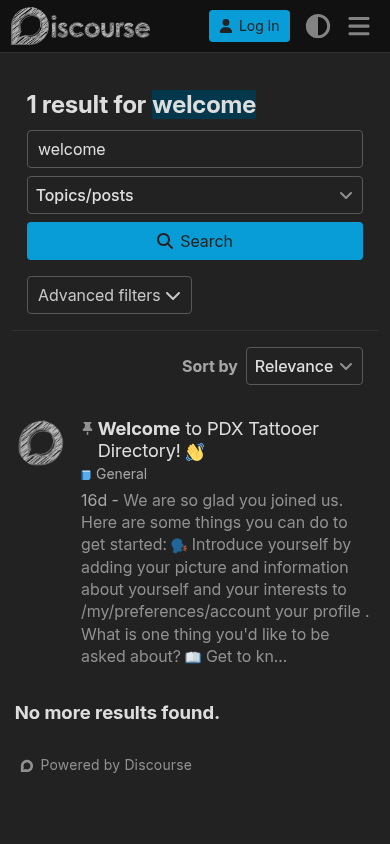 Discourse
Log In
1 result for welcome
welcome
Topics/posts
Search
Advanced filters
Sort by
Relevance
Welcome to PDX Tattooer
Directory! 👋
General
16d - We are so glad you joined us.
Here are some things you can do to
get started: 🗣 Introduce yourself by
adding your picture and information
about yourself and your interests to
/my/preferences/account your profile .
What is one thing you'd like to be
asked about? 📖 Get to kn...
No more results found.
Powered by Discourse